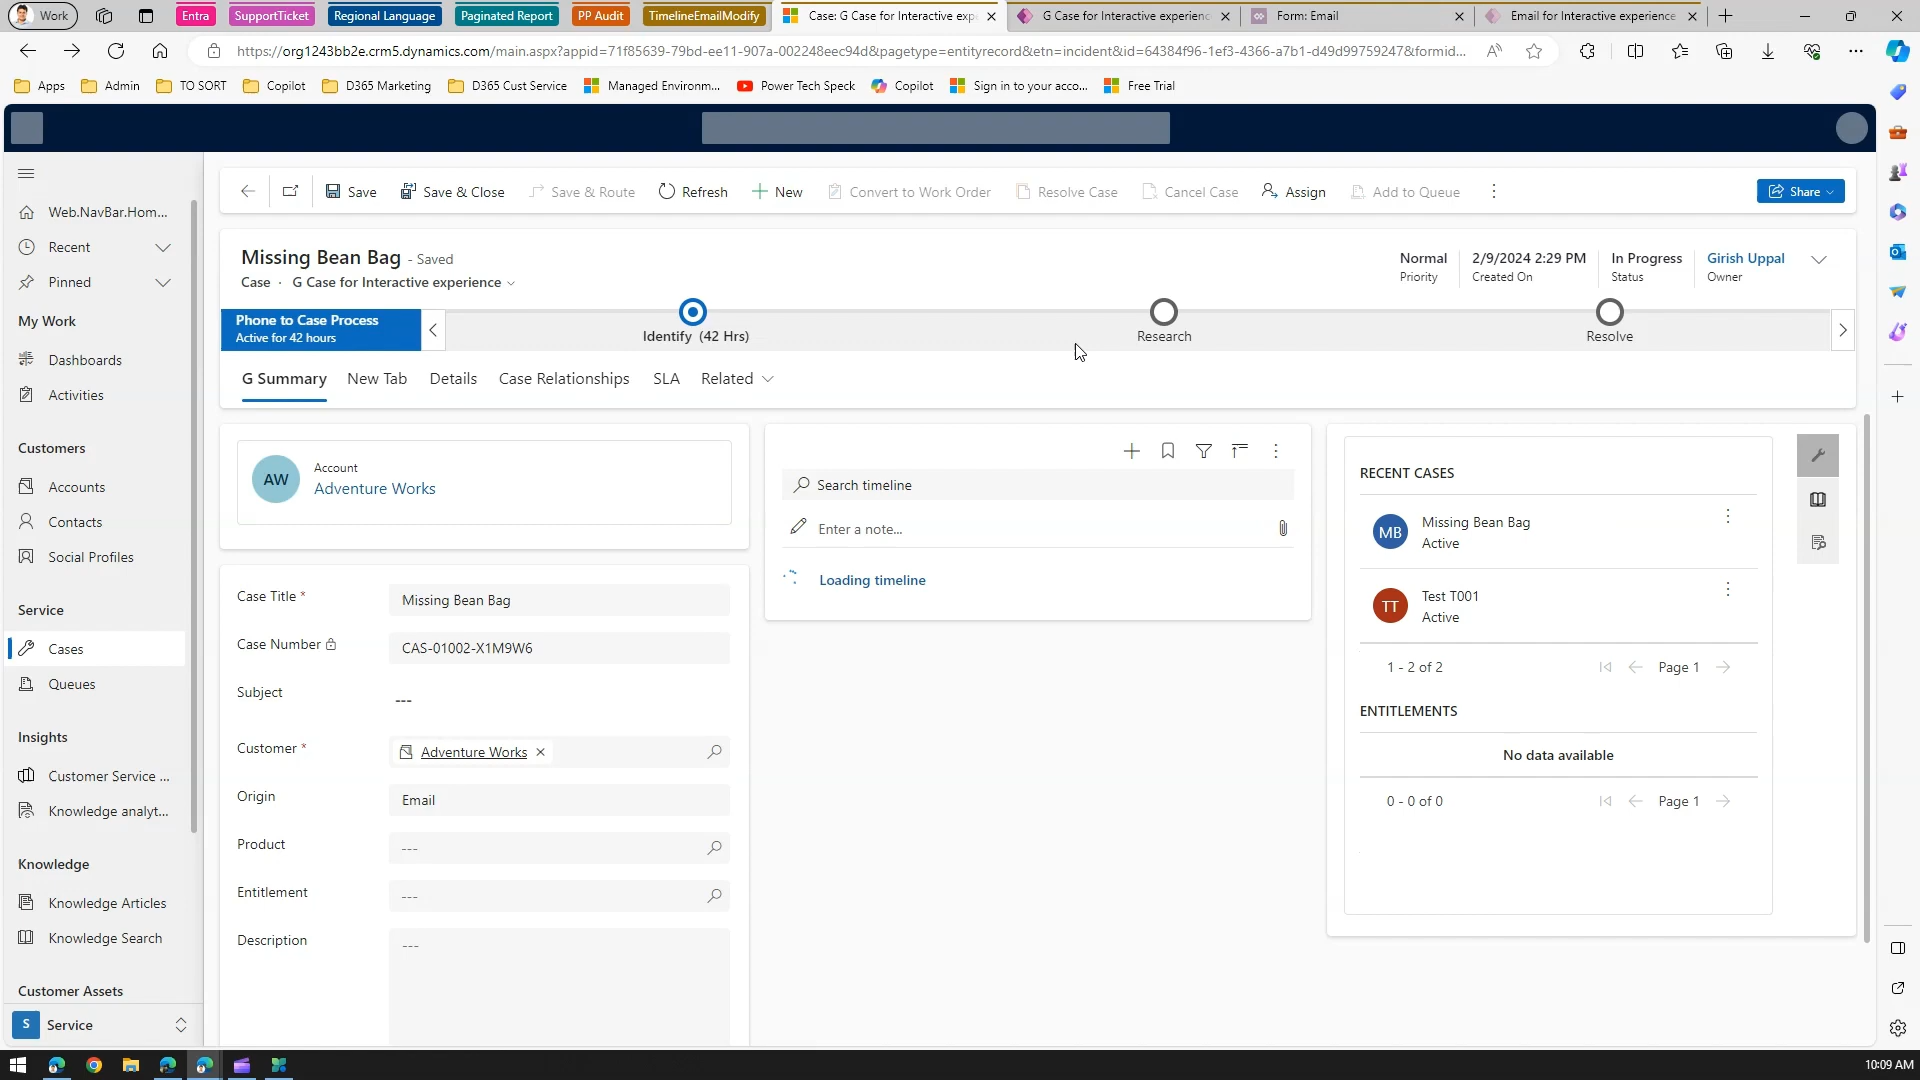 Work
Entra
SupportTicket
Regional Language
Paginated Report
PP Audit
TimelineEmailModify
Case: G Case for Interactive exp
G Case for Interactive experienc
Form: Email
Email for Interactive experience
https://org1243bb2e.crm5.dynamics.com/main.aspx?appid=71f85639-79bd-ee11-907a-002248eec94d&pagetype=entityrecord&etn=incident&id=64384f96-1ef3-4366-a7b1-d49d99759247&formid...
Apps
Admin
TO SORT
Copilot
D365 Marketing
D365 Cust Service
Managed Environm...
Power Tech Speck
Copilot
Sign in to your acco...
Free Trial
Save
Save & Close
Save & Route
Refresh
New
Convert to Work Order
Resolve Case
Cancel Case
Assign
Add to Queue
Share
Web.NavBar.Hom...
Recent
Pinned
My Work
Dashboards
Activities
Customers
Accounts
Contacts
Social Profiles
Service
Cases
Queues
Insights
Customer Service ...
Knowledge analyt...
Knowledge
Knowledge Articles
Knowledge Search
Customer Assets
S Service
Missing Bean Bag - Saved
Case · G Case for Interactive experience
Normal
Priority
2/9/2024 2:29 PM
Created On
In Progress
Status
Girish Uppal
Owner
Phone to Case Process
Active for 42 hours
Identify (42 Hrs)
Research
Resolve
G Summary
New Tab
Details
Case Relationships
SLA
Related
AW
Account
Adventure Works
Case Title *
Missing Bean Bag
Case Number
CAS-01002-X1M9W6
Subject
---
Customer *
Adventure Works
Origin
Email
Product
---
Entitlement
---
Description
---
Search timeline
Enter a note...
Loading timeline
RECENT CASES
MB
Missing Bean Bag
Active
TT
Test T001
Active
1 - 2 of 2
Page 1
ENTITLEMENTS
No data available
0 - 0 of 0
Page 1
10:09 AM